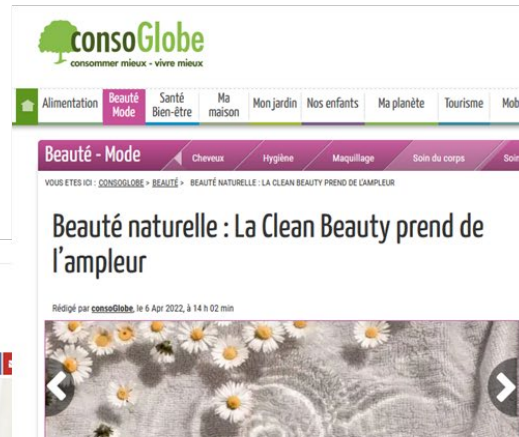 consoGlobe
consommer mieux - vivre mieux
Alimentation Beauté Mode Santé Bien-être Ma maison Mon jardin Nos enfants Ma planète Tourisme Mob
Beauté - Mode Cheveux Hygiène Maquillage Soin du corps Soin
VOUS ETES ICI : CONSOGLOBE » BEAUTÉ » BEAUTÉ NATURELLE : LA CLEAN BEAUTY PREND DE L'AMPLEUR
Beauté naturelle : La Clean Beauty prend de
l'ampleur
Rédigé par consoGlobe, le 6 Apr 2022, à 14 h 02 min